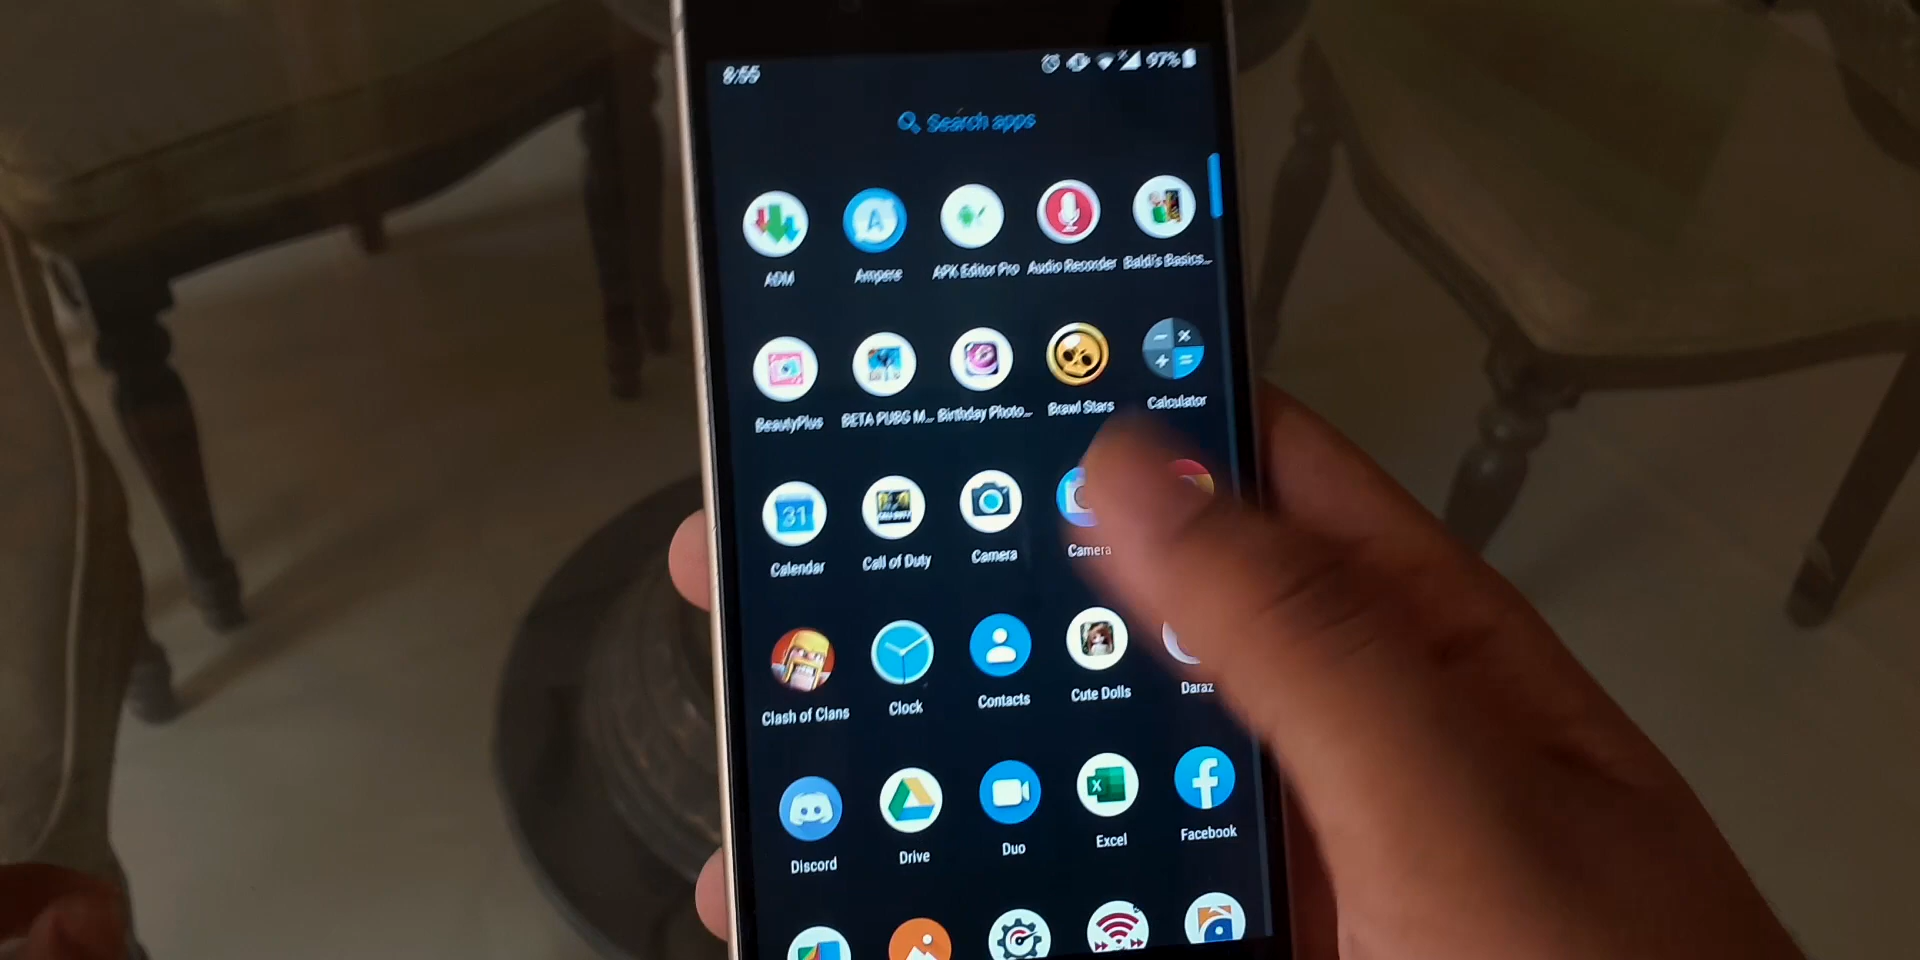 8:55 97%
Search apps
ADM Ampere APK Editor Pro Audio Recorder Baldi's Basics...
BeautyPlus BETA PUBG M... Birthday Photo... Brawl Stars Calculator
31
Calendar Call of Duty Camera Camera
Clash of Clans Clock Contacts Cute Dolls Daraz
Discord Drive Duo Excel Facebook